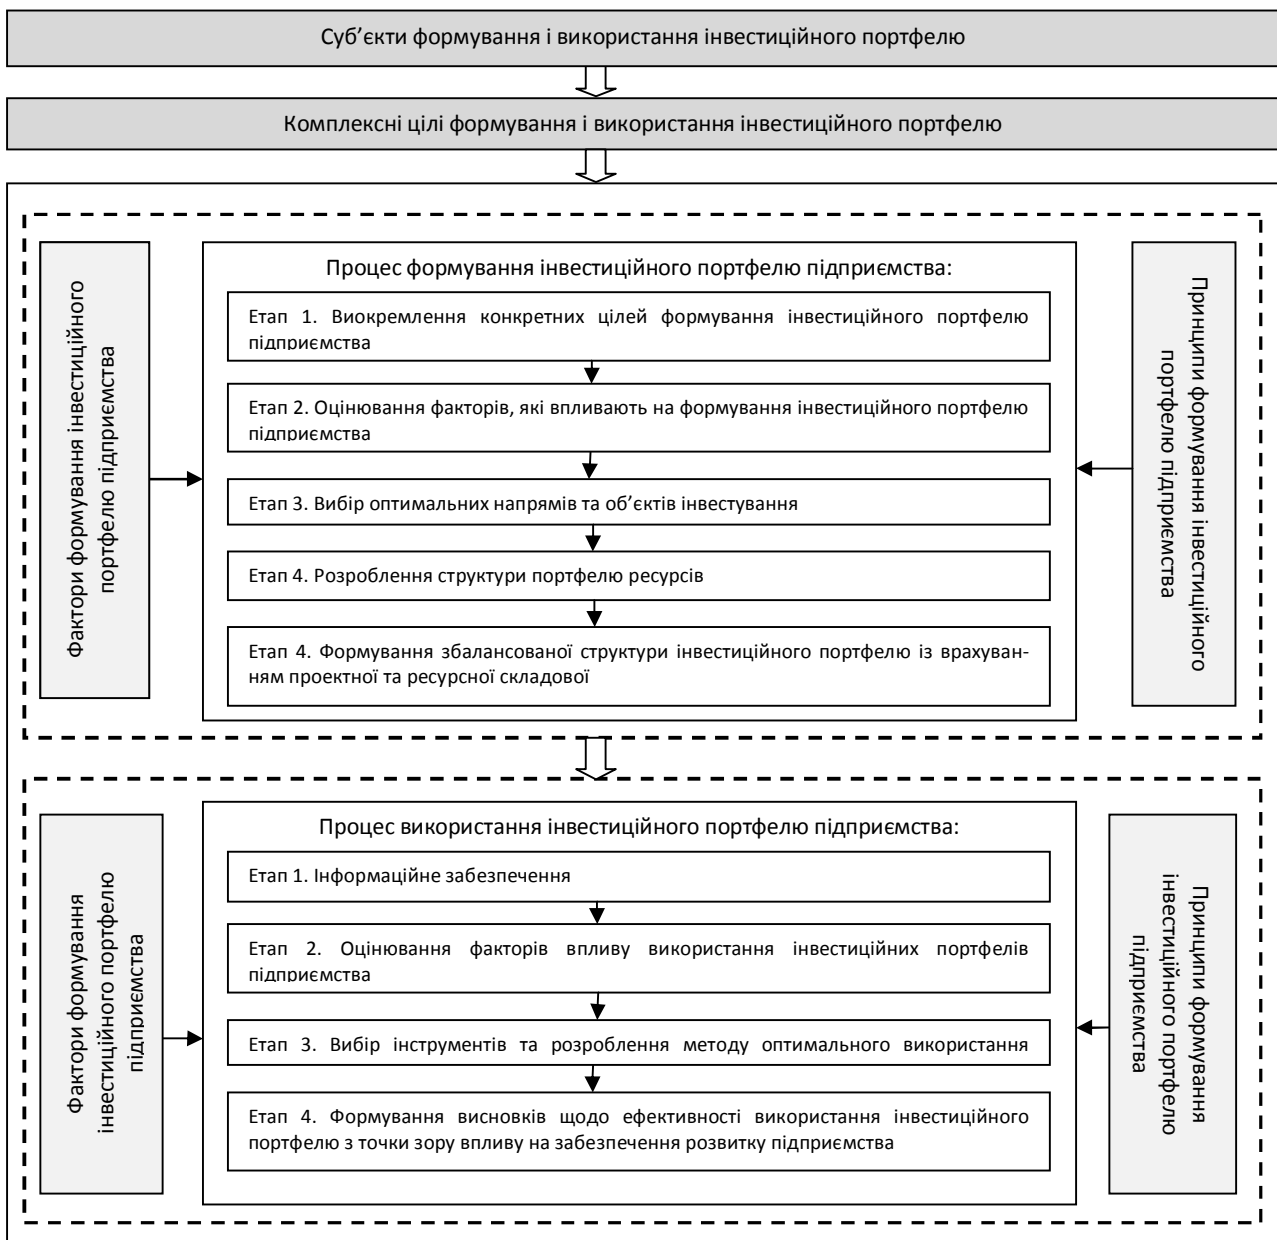 Суб’єкти формування і використання інвестиційного портфелю
Комплексні цілі формування і використання інвестиційного портфелю
Фактори формування інвестиційного
портфелю підприємства
Процес формування інвестиційного портфелю підприємства:
Етап 1. Виокремлення конкретних цілей формування інвестиційного портфелю
підприємства
Етап 2. Оцінювання факторів, які впливають на формування інвестиційного портфелю
підприємства
Етап 3. Вибір оптимальних напрямів та об’єктів інвестування
Етап 4. Розроблення структури портфелю ресурсів
Етап 4. Формування збалансованої структури інвестиційного портфелю із врахуван-
ням проектної та ресурсної складової
Принципи формування інвестиційного
портфелю підприємства
Фактори формування
інвестиційного портфелю
підприємства
Процес використання інвестиційного портфелю підприємства:
Етап 1. Інформаційне забезпечення
Етап 2. Оцінювання факторів впливу використання інвестиційних портфелів
підприємства
Етап 3. Вибір інструментів та розроблення методу оптимального використання
Етап 4. Формування висновків щодо ефективності використання інвестиційного
портфелю з точки зору впливу на забезпечення розвитку підприємства
Принципи формування
інвестиційного портфелю
підприємства